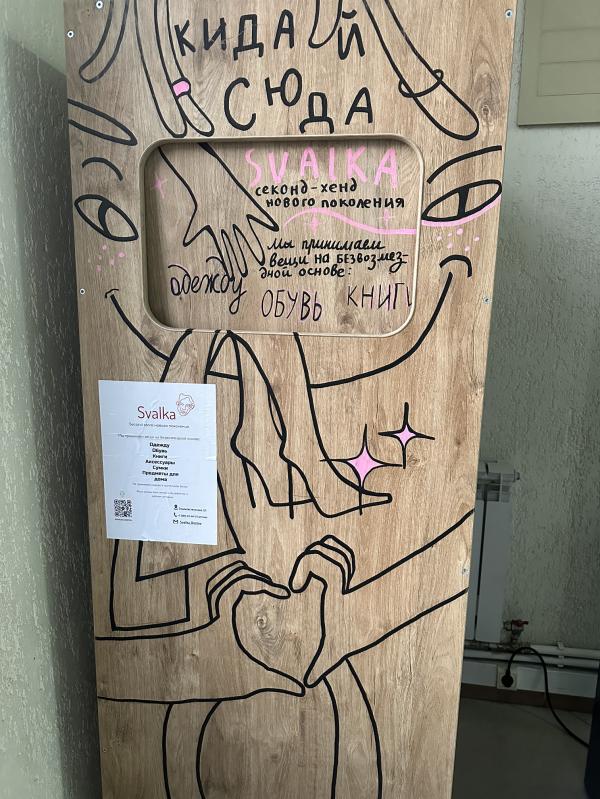 КИДАЙ
СЮДА
SVALKA
секонд-хенд
нового поколения
Мы принимаем
вещи на безвозмез-
дной основе:
одежду ОБУВЬ КНИГИ
Svalka
Одежду
Обувь
Книги
Аксессуары
Сумки
Предметы для
дома